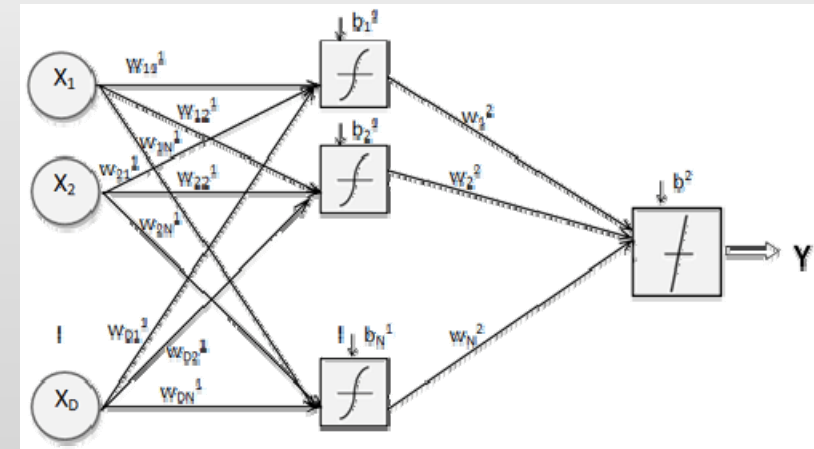 b₁¹
X₁
w₁₁¹
w₁₂¹
w₁²
b₂¹
w₁N¹
w₂₁¹
X₂
w₂₂¹
w₂²
b²
w₂N¹
Y
wD₁¹
bN¹
wN²
wD₂¹
XD
wDN¹